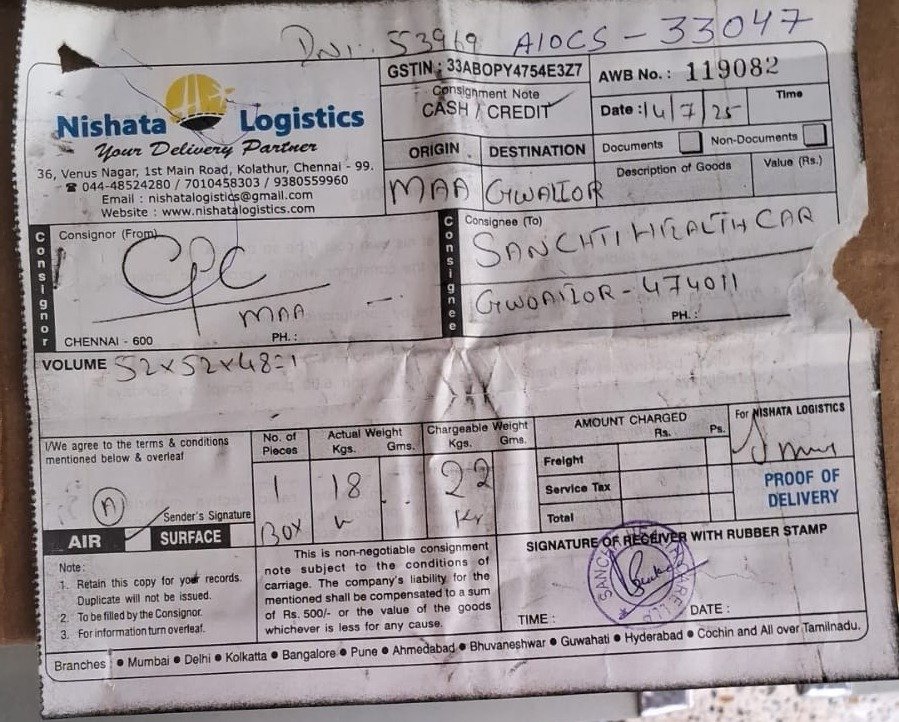 DN1:. 53969 AIOCS - 33047
Nishata Logistics
Your Delivery Partner
36, Venus Nagar, 1st Main Road, Kolathur, Chennai - 99.
☎ 044-48524280 / 7010458303 / 9380559960
Email : nishatalogistics@gmail.com
Website : www.nishatalogistics.com
GSTIN : 33ABOPY4754E3Z7
Consignment Note
CASH / CREDIT
AWB No. : 119082
Date : 14/7/25
Time
ORIGIN DESTINATION
MAA GWALIOR
Documents Non-Documents
Description of Goods Value (Rs.)
Consignor
Consignor (From)
CPC
MAA
CHENNAI - 600 PH. :
Consignee
Consignee (To)
SANCHTI HEALTH CAR
GWOALIOR - 474011
PH. :
VOLUME 52x52x48=1
I/We agree to the terms & conditions
mentioned below & overleaf
A
Sender's Signature
AIR SURFACE
No. of Pieces
1
BOX
Actual Weight
Kgs. Gms.
18
Chargeable Weight
Kgs. Gms.
22
Kr
AMOUNT CHARGED
Rs. Ps.
Freight
Service Tax
Total
For NISHATA LOGISTICS
PROOF OF
DELIVERY
Note :
1. Retain this copy for your records.
Duplicate will not be issued.
2. To be filled by the Consignor.
3. For information turn overleaf.
This is non-negotiable consignment
note subject to the conditions of
carriage. The company's liability for the
mentioned shall be compensated to a sum
of Rs. 500/- or the value of the goods
whichever is less for any cause.
SIGNATURE OF RECEIVER WITH RUBBER STAMP
TIME : DATE :
Branches : • Mumbai • Delhi • Kolkatta • Bangalore • Pune • Ahmedabad • Bhuvaneshwar • Guwahati • Hyderabad • Cochin and All over Tamilnadu.